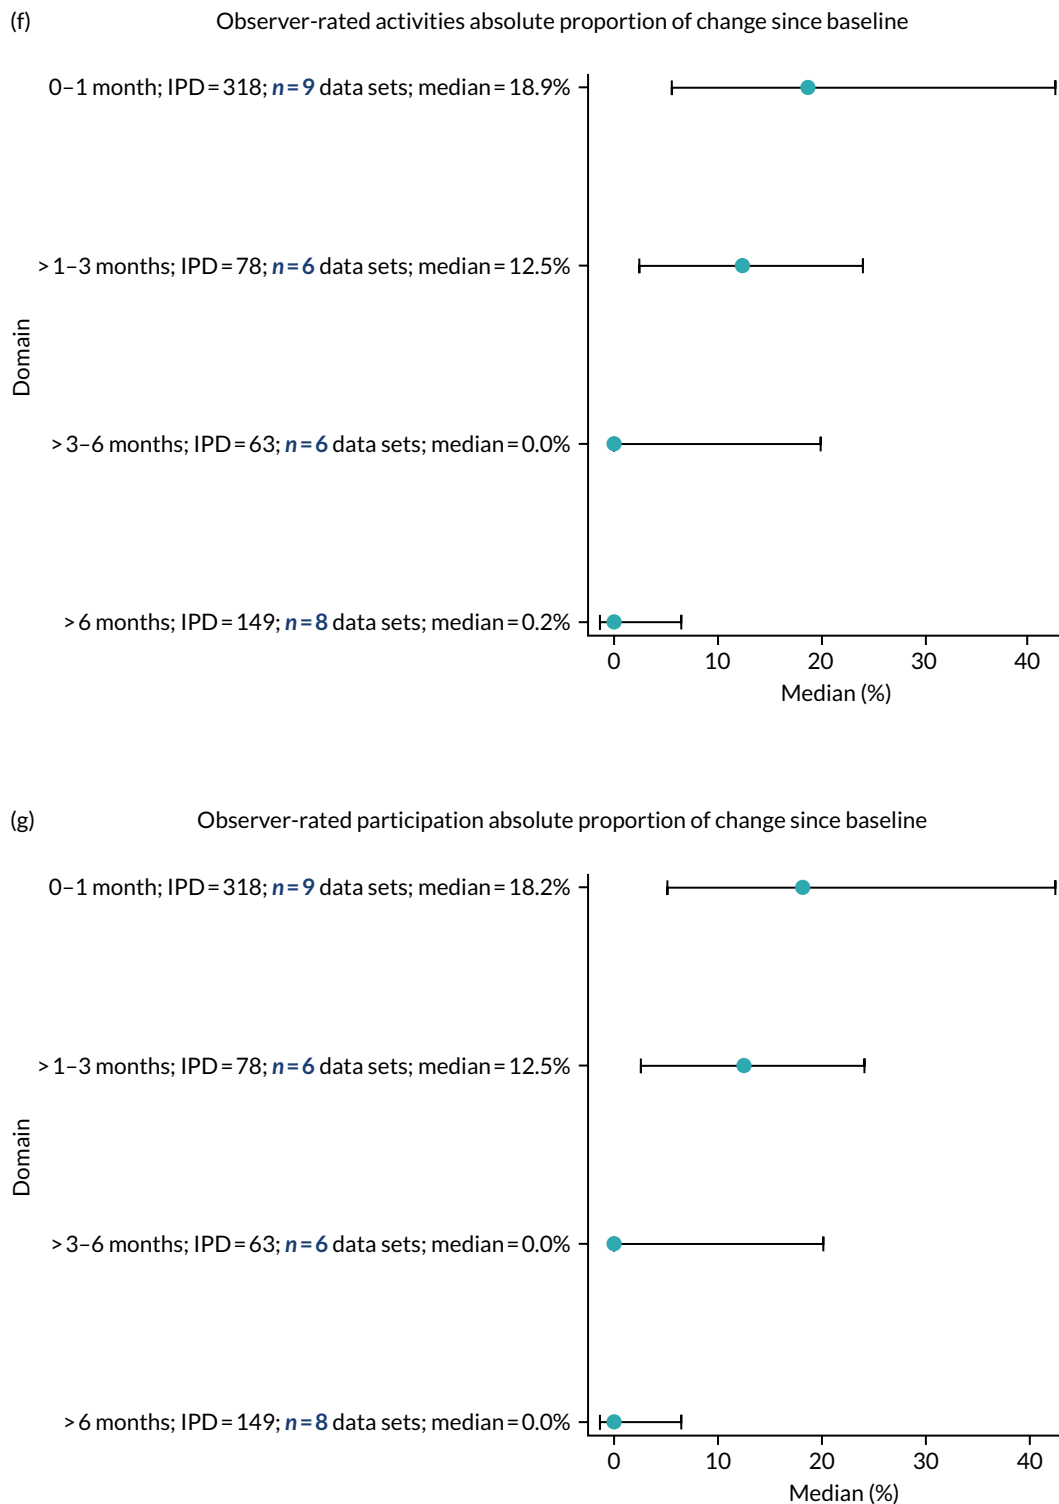 (f) Observer-rated activities absolute proportion of change since baseline
0–1 month; IPD = 318; n = 9 data sets; median = 18.9%
> 1–3 months; IPD = 78; n = 6 data sets; median = 12.5%
Domain
> 3–6 months; IPD = 63; n = 6 data sets; median = 0.0%
> 6 months; IPD = 149; n = 8 data sets; median = 0.2%
0 10 20 30 40
Median (%)
(g) Observer-rated participation absolute proportion of change since baseline
0–1 month; IPD = 318; n = 9 data sets; median = 18.2%
> 1–3 months; IPD = 78; n = 6 data sets; median = 12.5%
Domain
> 3–6 months; IPD = 63; n = 6 data sets; median = 0.0%
> 6 months; IPD = 149; n = 8 data sets; median = 0.0%
0 10 20 30 40
Median (%)